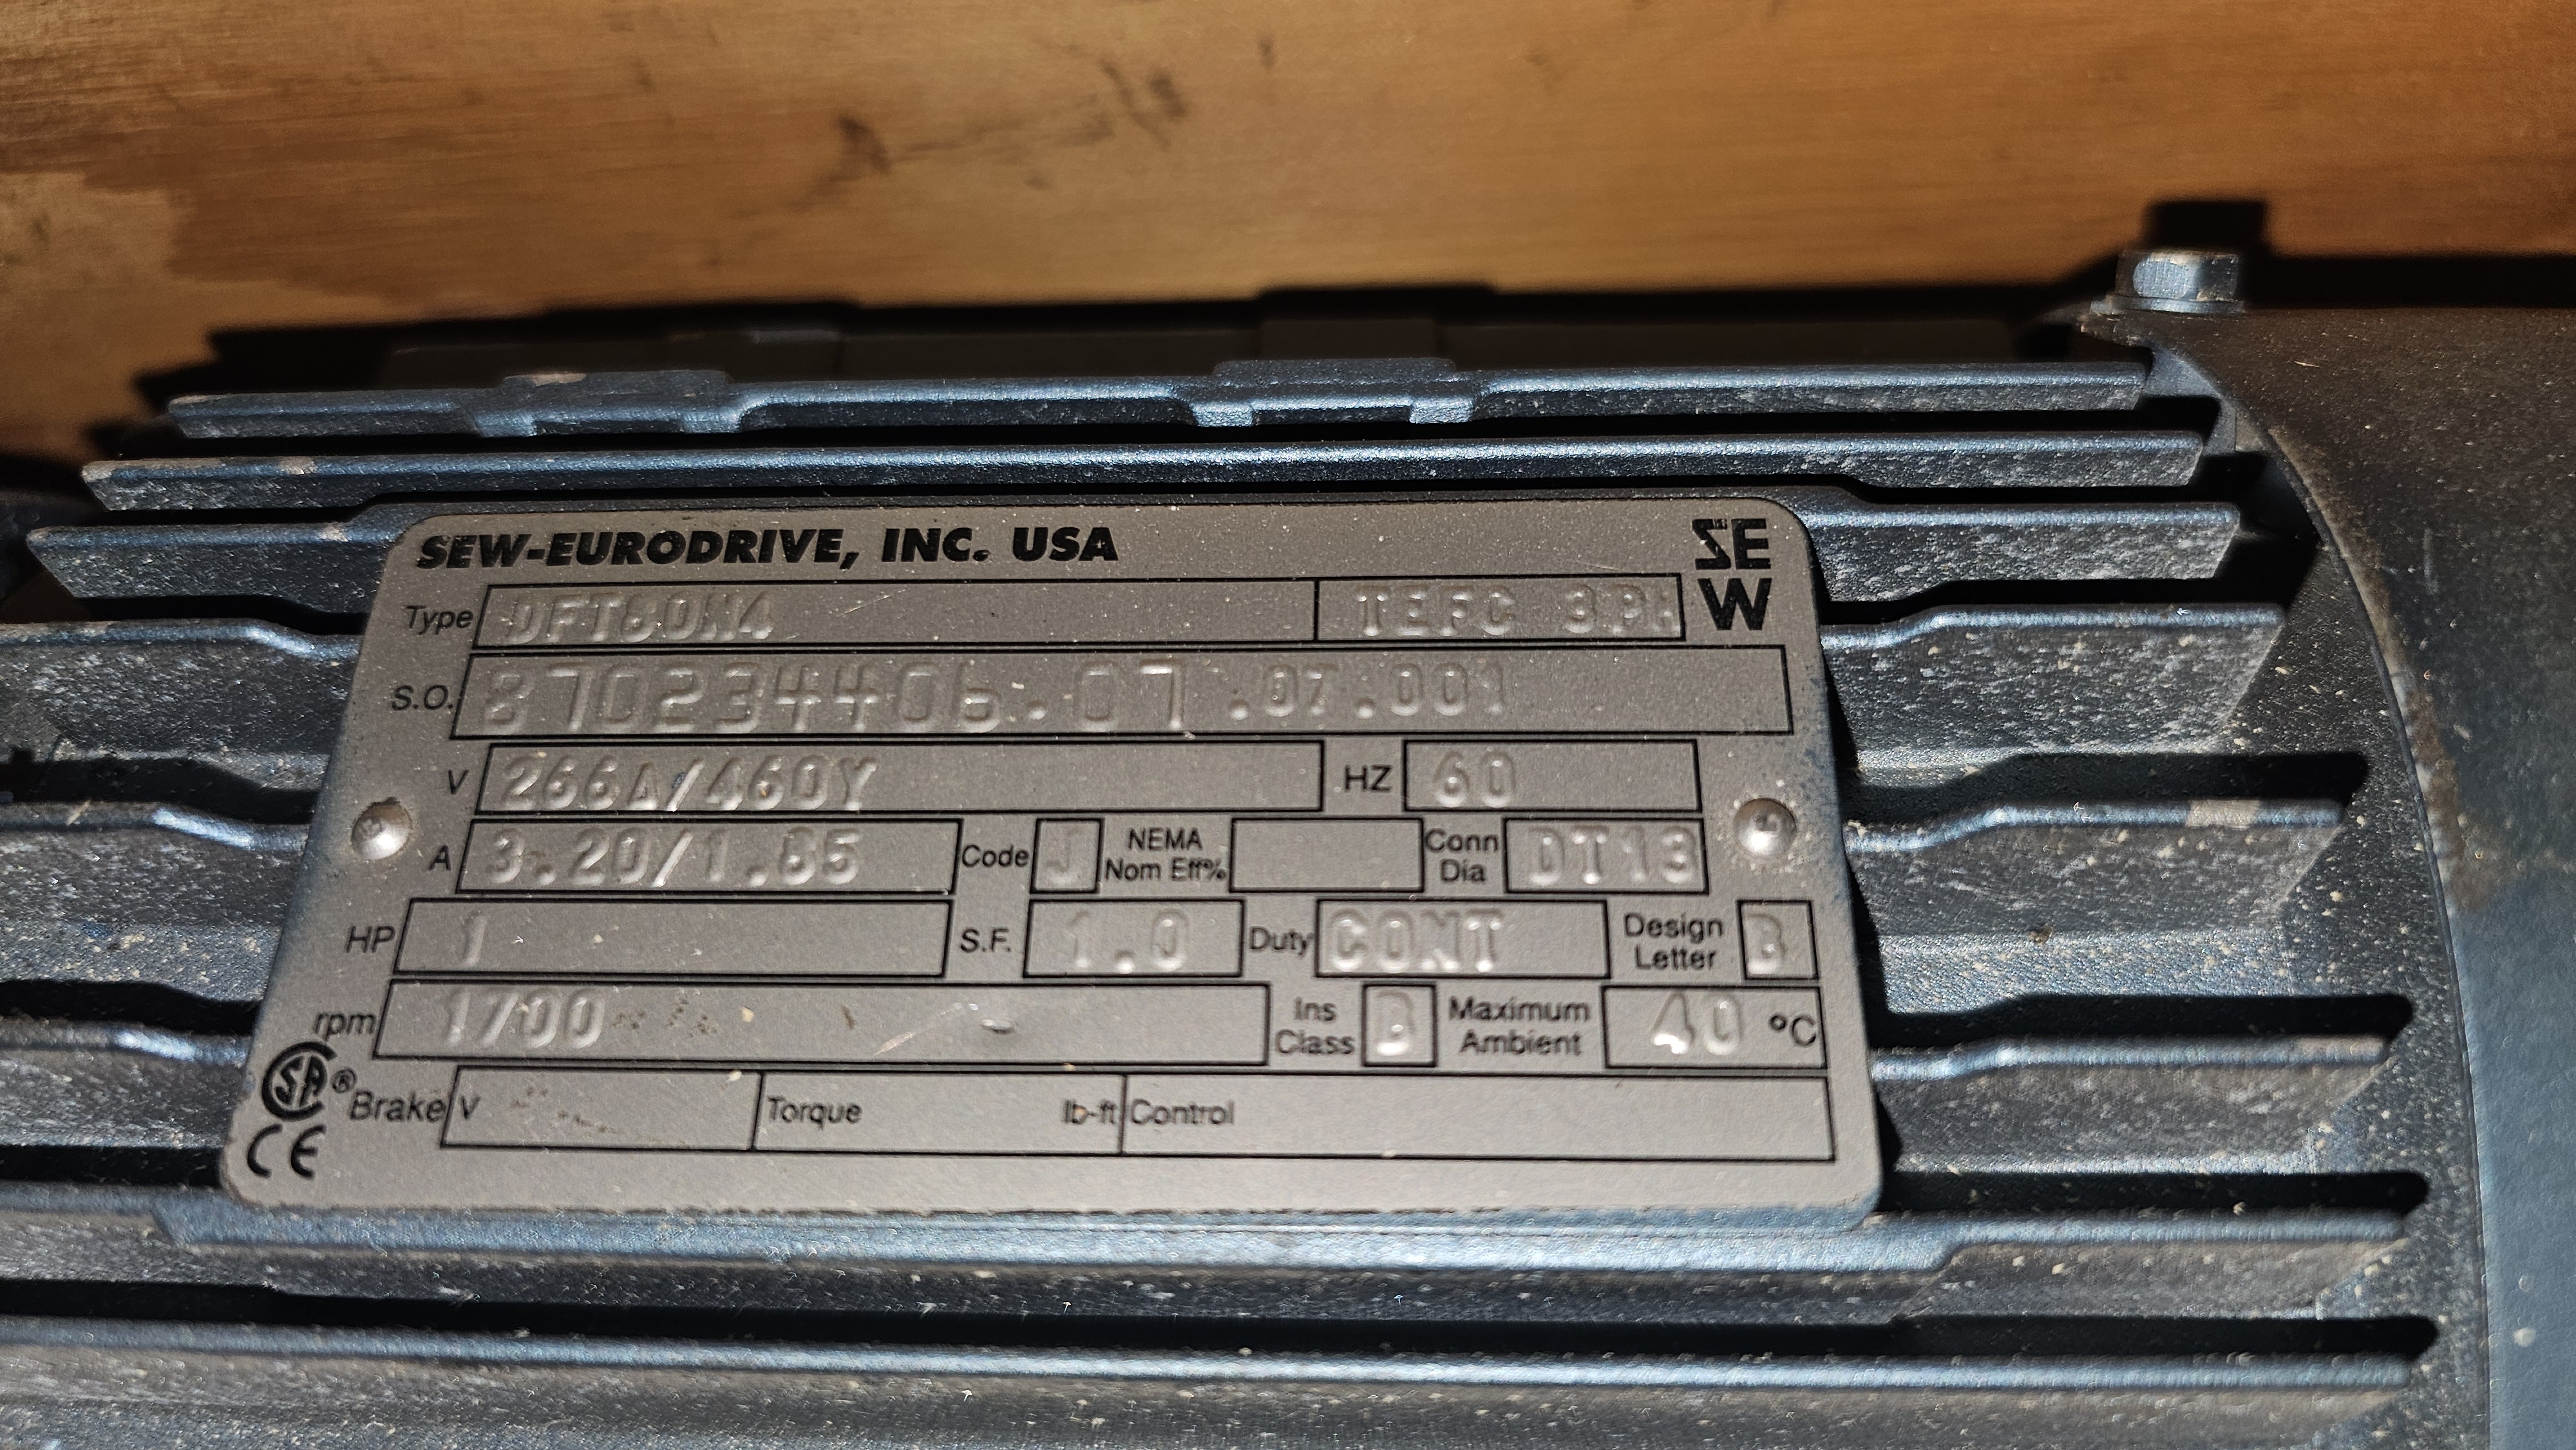 SEW-EURODRIVE, INC. USA
SEW
Type DFT80N4 TEFC 3PH
S.O. 870234406.07.07.001
V 266Δ/460Y HZ 60
A 3.20/1.85 Code J NEMA Nom Eff% Conn Dia DT13
HP 1 S.F. 1.0 Duty CONT Design Letter B
rpm 1700 Ins Class B Maximum Ambient 40 °C
SA® Brake V Torque lb-ft Control
CE